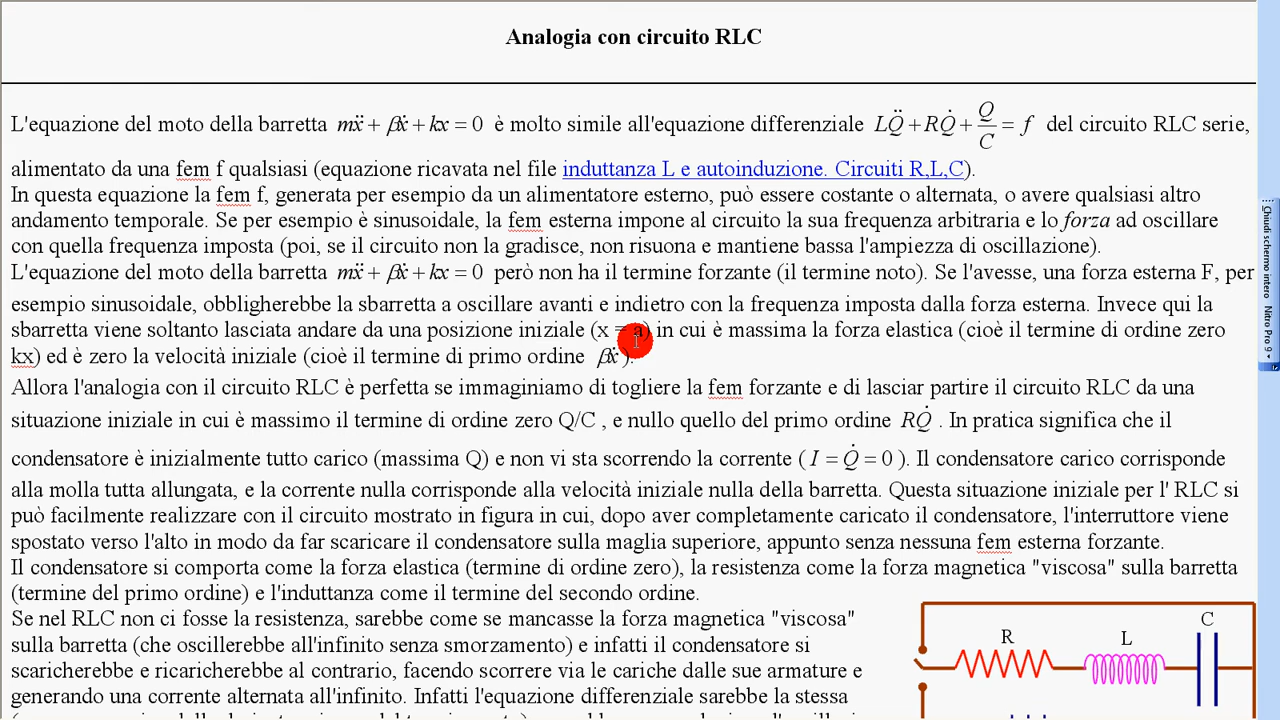 Analogia con circuito RLC
L'equazione del moto della barretta mẍ + βẋ + kx = 0 è molto simile all'equazione differenziale LQ̈ + RQ̇ + Q/C = f del circuito RLC serie,
alimentato da una fem f qualsiasi (equazione ricavata nel file induttanza L e autoinduzione. Circuiti R,L,C).
In questa equazione la fem f, generata per esempio da un alimentatore esterno, può essere costante o alternata, o avere qualsiasi altro
andamento temporale. Se per esempio è sinusoidale, la fem esterna impone al circuito la sua frequenza arbitraria e lo forza ad oscillare
con quella frequenza imposta (poi, se il circuito non la gradisce, non risuona e mantiene bassa l'ampiezza di oscillazione).
L'equazione del moto della barretta mẍ + βẋ + kx = 0 però non ha il termine forzante (il termine noto). Se l'avesse, una forza esterna F, per
esempio sinusoidale, obbligherebbe la sbarretta a oscillare avanti e indietro con la frequenza imposta dalla forza esterna. Invece qui la
sbarretta viene soltanto lasciata andare da una posizione iniziale (x = a) in cui è massima la forza elastica (cioè il termine di ordine zero
kx) ed è zero la velocità iniziale (cioè il termine di primo ordine βẋ ).
Allora l'analogia con il circuito RLC è perfetta se immaginiamo di togliere la fem forzante e di lasciar partire il circuito RLC da una
situazione iniziale in cui è massimo il termine di ordine zero Q/C , e nullo quello del primo ordine RQ̇ . In pratica significa che il
condensatore è inizialmente tutto carico (massima Q) e non vi sta scorrendo la corrente ( I = Q̇ = 0 ). Il condensatore carico corrisponde
alla molla tutta allungata, e la corrente nulla corrisponde alla velocità iniziale nulla della barretta. Questa situazione iniziale per l' RLC si
può facilmente realizzare con il circuito mostrato in figura in cui, dopo aver completamente caricato il condensatore, l'interruttore viene
spostato verso l'alto in modo da far scaricare il condensatore sulla maglia superiore, appunto senza nessuna fem esterna forzante.
Il condensatore si comporta come la forza elastica (termine di ordine zero), la resistenza come la forza magnetica "viscosa" sulla barretta
(termine del primo ordine) e l'induttanza come il termine del secondo ordine.
Se nel RLC non ci fosse la resistenza, sarebbe come se mancasse la forza magnetica "viscosa"
sulla barretta (che oscillerebbe all'infinito senza smorzamento) e infatti il condensatore si
scaricherebbe e ricaricherebbe al contrario, facendo scorrere via le cariche dalle sue armature e
generando una corrente alternata all'infinito. Infatti l'equazione differenziale sarebbe la stessa
R
L
C
Chiudi schermo intero
Nitro Pro 9